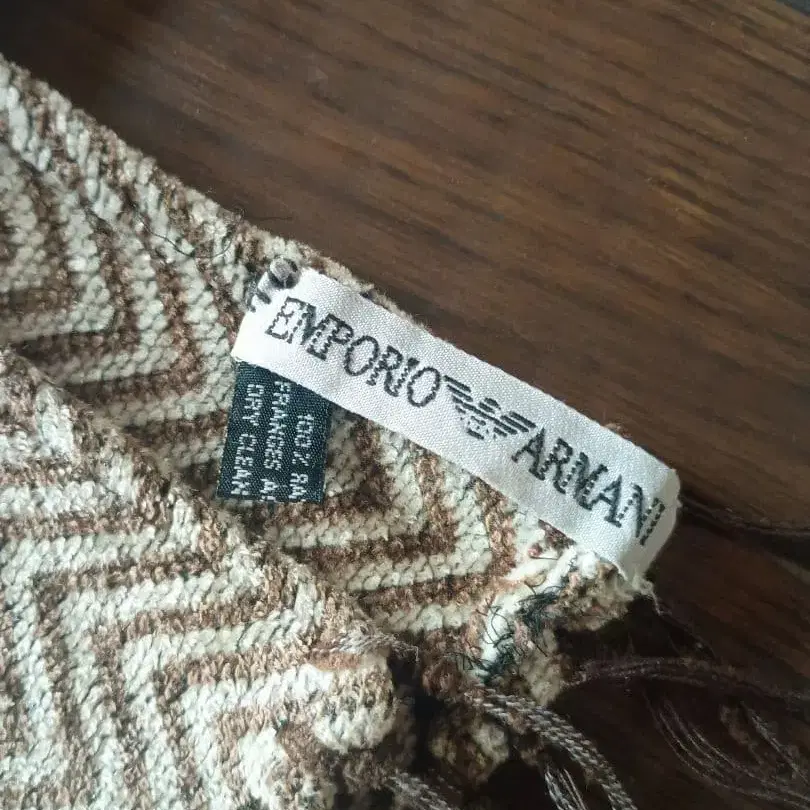 EMPORIO ARMANI
100% RA
FRANGES A
DRY CLEAN